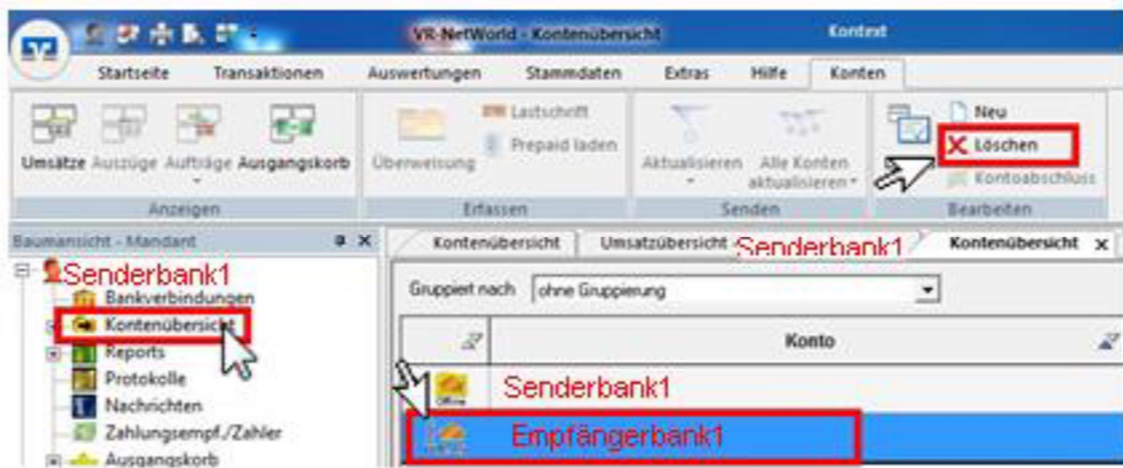 VR-NetWorld - Kontenübersicht Kontext
Startseite Transaktionen Auswertungen Stammdaten Extras Hilfe Konten
Lastschrift Neu
Prepaid laden Löschen
Umsätze Auszüge Aufträge Ausgangskorb Überweisung Aktualisieren Alle Konten aktualisieren Kontoabschluss
Anzeigen Erfassen Senden Bearbeiten
Baumansicht - Mandant Kontenübersicht Umsatzübersicht Senderbank1 Kontenübersicht x
Senderbank1
Bankverbindungen Gruppiert nach ohne Gruppierung
Kontenübersicht
Reports Konto
Protokolle Offline Senderbank1
Nachrichten
Zahlungsempf./Zahler Empfängerbank1
Ausgangskorb